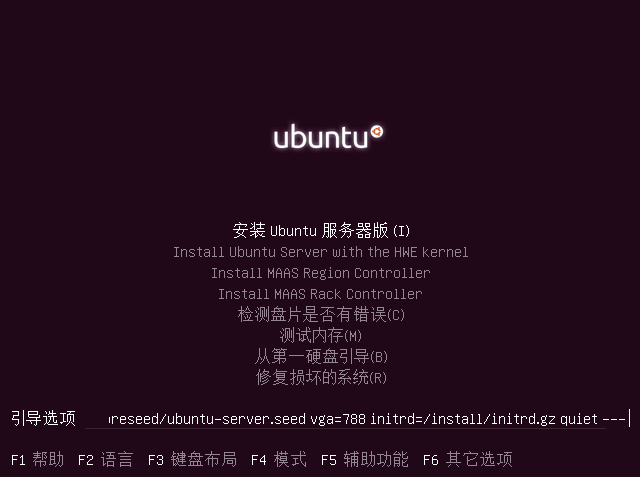 ubuntu
安装 Ubuntu 服务器版 (I)
Install Ubuntu Server with the HWE kernel
Install MAAS Region Controller
Install MAAS Rack Controller
检测盘片是否有错误(C)
测试内存(M)
从第一硬盘引导(B)
修复损坏的系统(R)
引导选项 reseed/ubuntu-server.seed vga=788 initrd=/install/initrd.gz quiet ---
F1 帮助 F2 语言 F3 键盘布局 F4 模式 F5 辅助功能 F6 其它选项